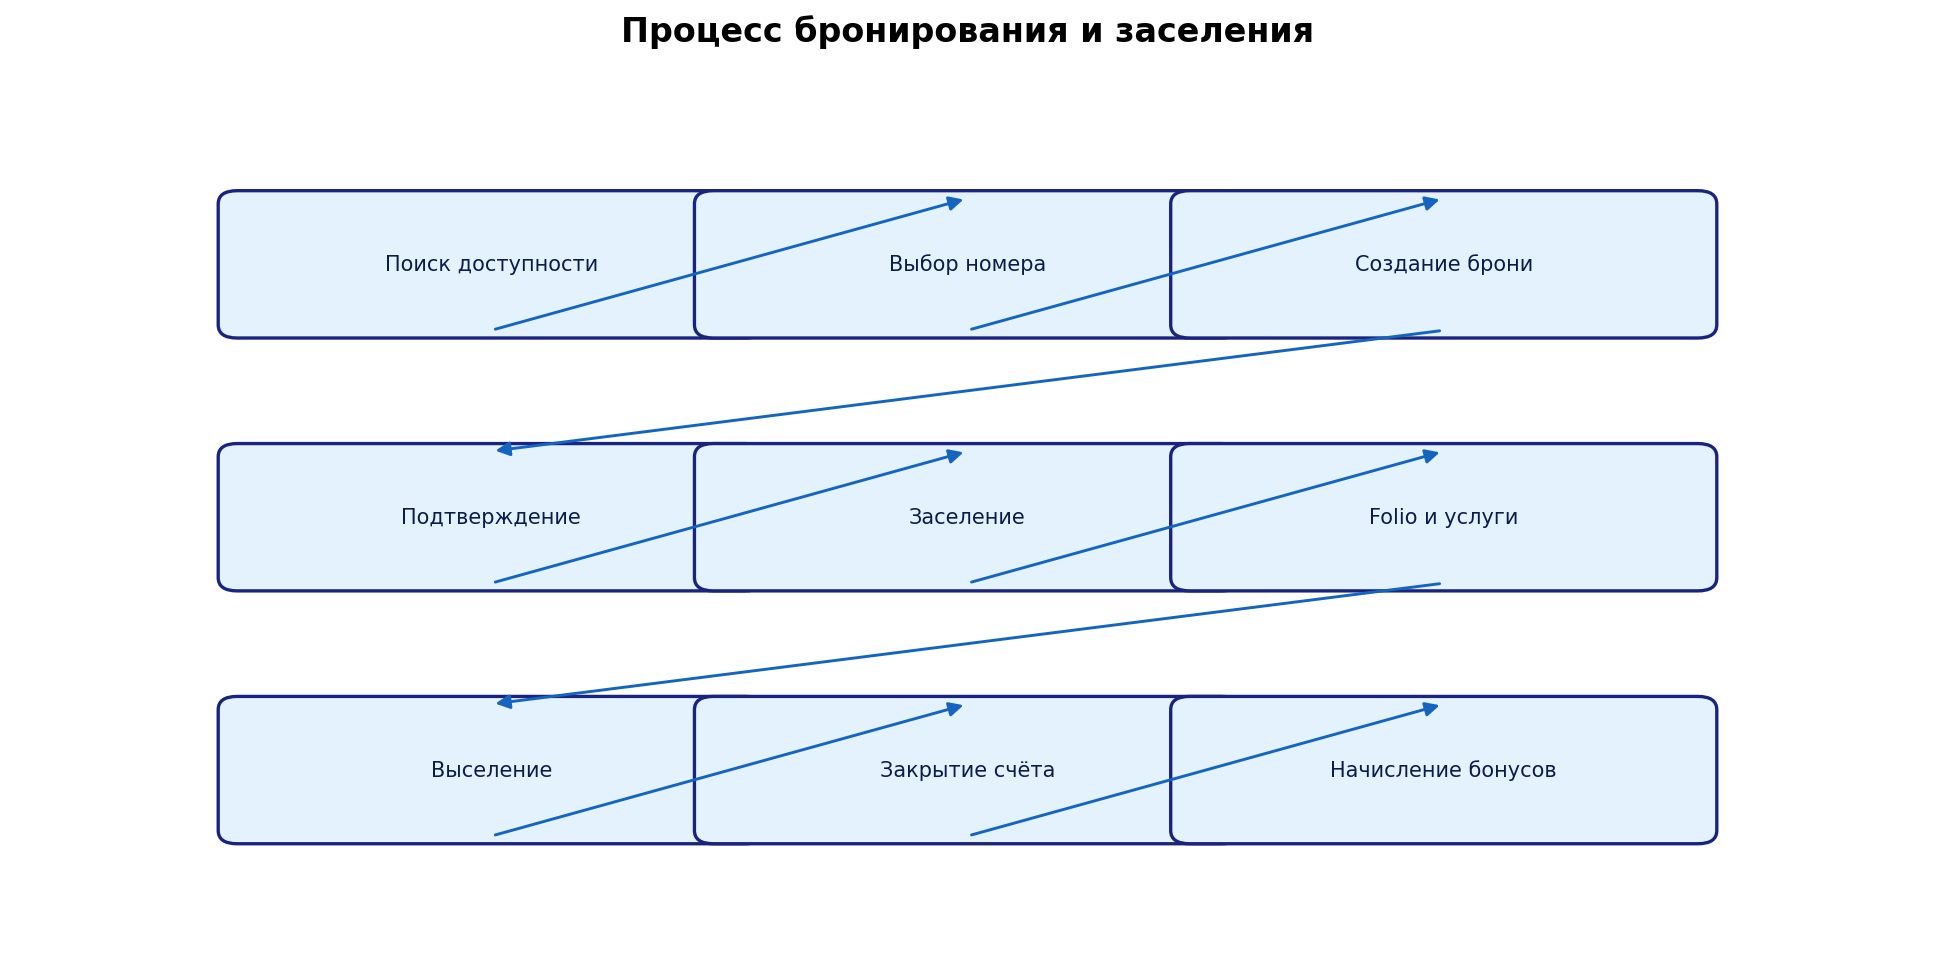 Процесс бронирования и заселения
Поиск доступности
Выбор номера
Создание брони
Подтверждение
Заселение
Folio и услуги
Выселение
Закрытие счёта
Начисление бонусов